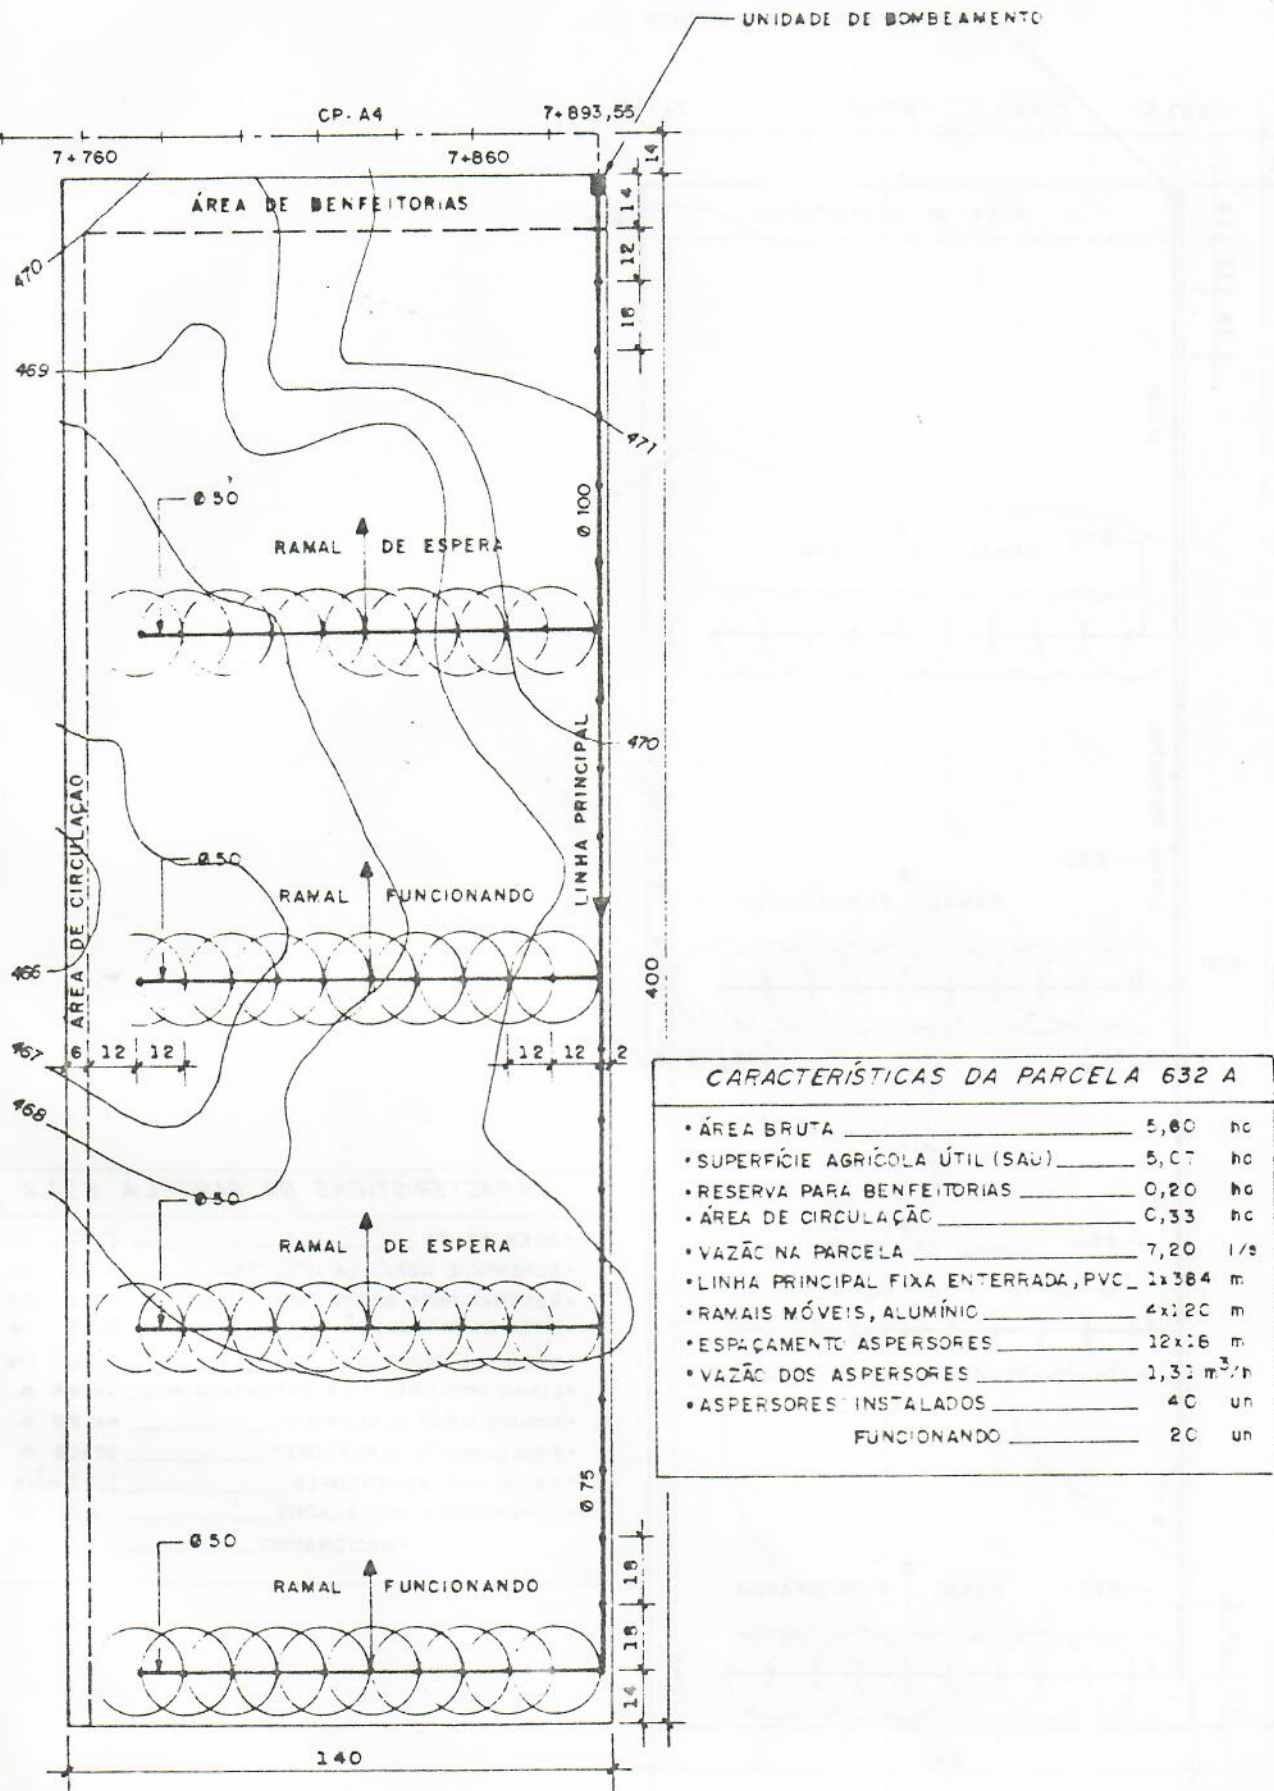 UNIDADE DE BOMBEAMENTO
CP. A4
7+893,55
7+760
7+860
14
ÁREA DE BENFEITORIAS
14
12
18
470
469
471
Ø 50
Ø 100
RAMAL DE ESPERA
470
LINHA PRINCIPAL
ÁREA DE CIRCULAÇÃO
Ø 50
RAMAL FUNCIONANDO
466
400
467
6
12
12
12
12
2
468
CARACTERÍSTICAS DA PARCELA 632 A
• ÁREA BRUTA 5,60 ha
• SUPERFÍCIE AGRÍCOLA ÚTIL (SAU) 5,07 ha
• RESERVA PARA BENFEITORIAS 0,20 ha
• ÁREA DE CIRCULAÇÃO 0,33 ha
• VAZÃO NA PARCELA 7,20 l/s
• LINHA PRINCIPAL FIXA ENTERRADA, PVC 1x384 m
• RAMAIS MÓVEIS, ALUMÍNIO 4x120 m
• ESPAÇAMENTO ASPERSORES 12x18 m
• VAZÃO DOS ASPERSORES 1,31 m³/h
• ASPERSORES INSTALADOS 40 un
FUNCIONANDO 20 un
Ø 50
RAMAL DE ESPERA
Ø 75
Ø 50
RAMAL FUNCIONANDO
18
18
14
140